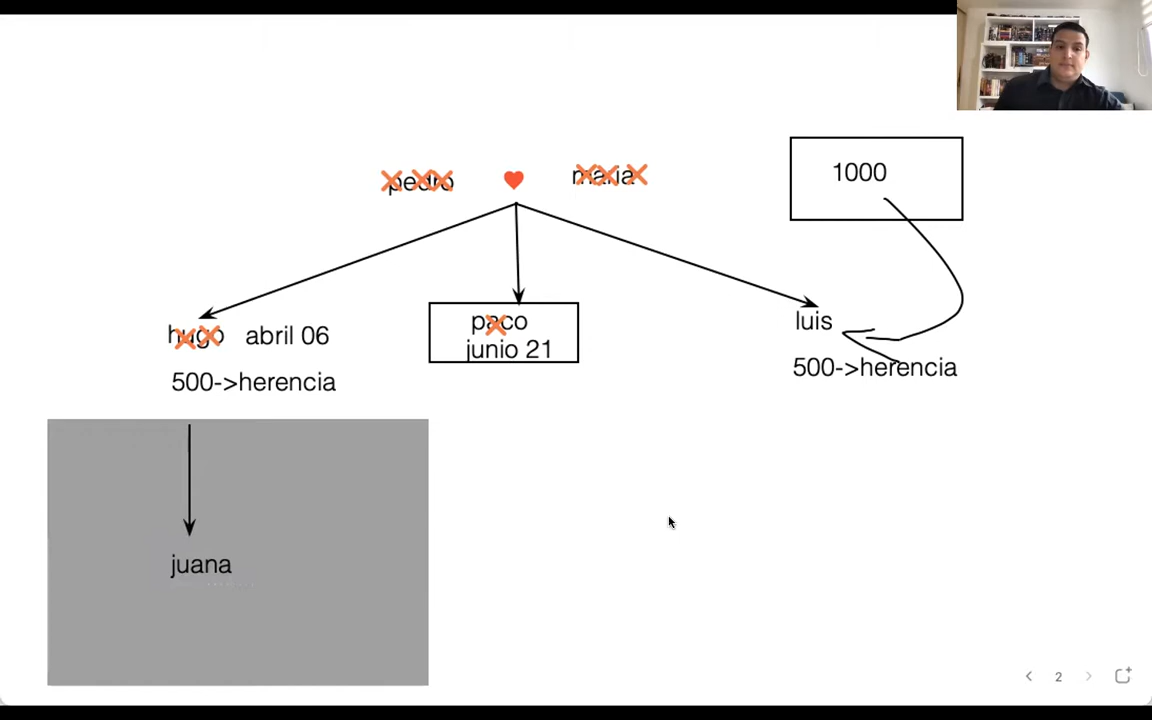 pedro
maria
1000
hugo
abril 06
paco
junio 21
luis
500->herencia
500->herencia
juana
2